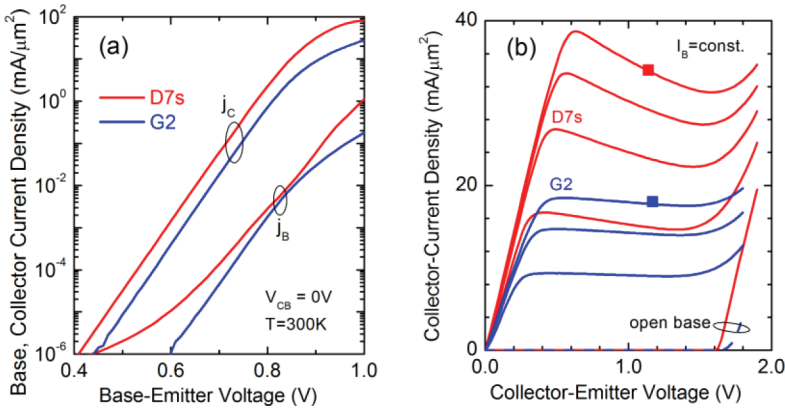 Base, Collector Current Density (mA/μm²)
10²
10⁰
10⁻²
10⁻⁴
10⁻⁶
(a)
D7s
G2
j_C
j_B
V_CB = 0V
T=300K
0.4 0.6 0.8 1.0
Base-Emitter Voltage (V)
Collector-Current Density (mA/μm²)
40
20
0
(b)
I_B=const.
D7s
G2
open base
0.0 0.6 1.2 2.0
Collector-Emitter Voltage (V)